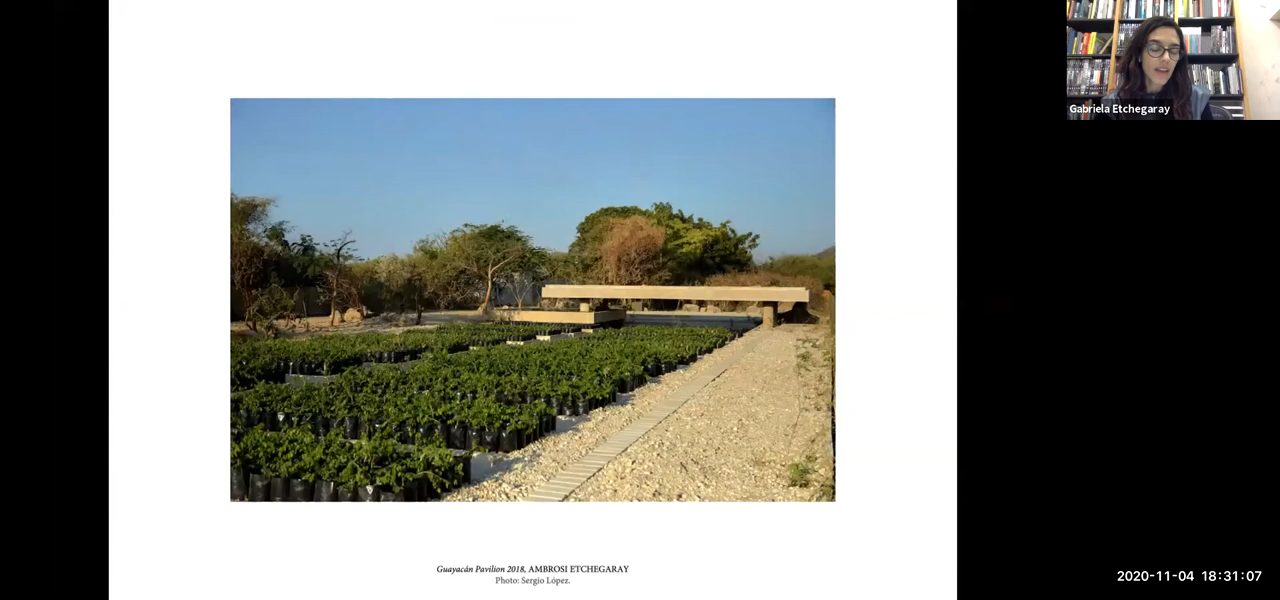 Gabriela Etchegaray
Guayacán Pavilion 2018, AMBROSI ETCHEGARAY
Photo: Sergio López.
2020-11-04 18:31:07